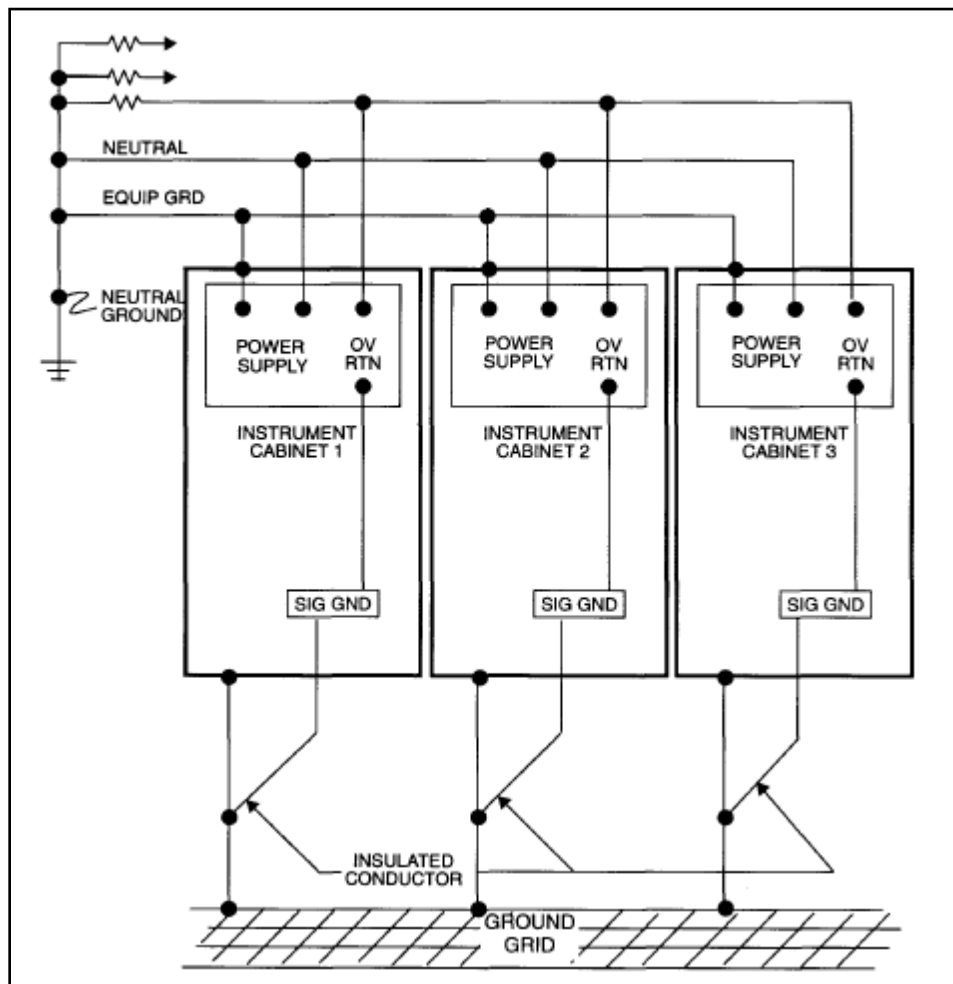 NEUTRAL
EQUIP GRD
NEUTRAL
GROUND
POWER
SUPPLY
OV
RTN
INSTRUMENT
CABINET 1
SIG GND
POWER
SUPPLY
OV
RTN
INSTRUMENT
CABINET 2
SIG GND
POWER
SUPPLY
OV
RTN
INSTRUMENT
CABINET 3
SIG GND
INSULATED
CONDUCTOR
GROUND
GRID